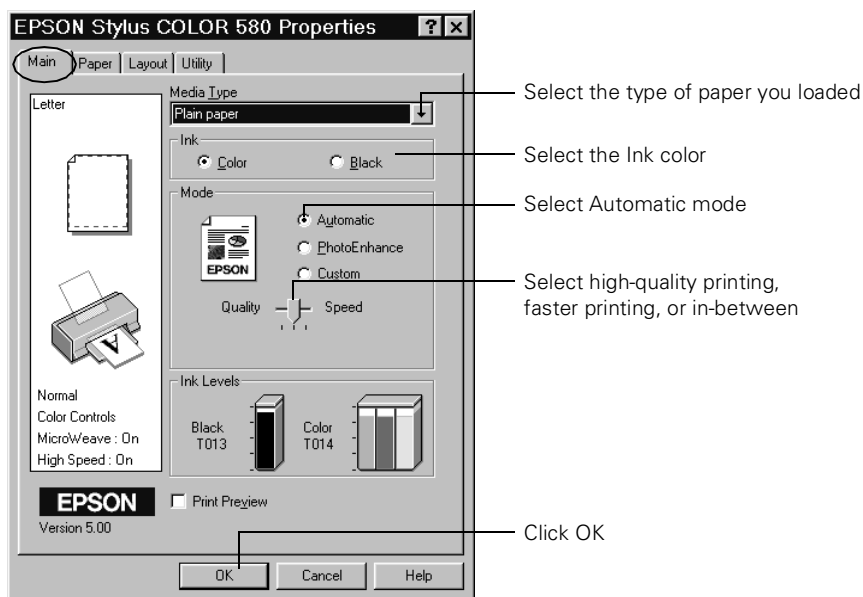 EPSON Stylus COLOR 580 Properties ? ×
Main Paper Layout Utility
Letter
Media Type
Plain paper
Select the type of paper you loaded
Ink
Color Black
Select the Ink color
Mode
Automatic
Select Automatic mode
PhotoEnhance
Custom
EPSON
Quality Speed
Select high-quality printing,
faster printing, or in-between
A
Normal
Color Controls
MicroWeave : On
High Speed : On
Ink Levels
Black
T013
Color
T014
EPSON
Version 5.00
Print Preview
Click OK
OK Cancel Help